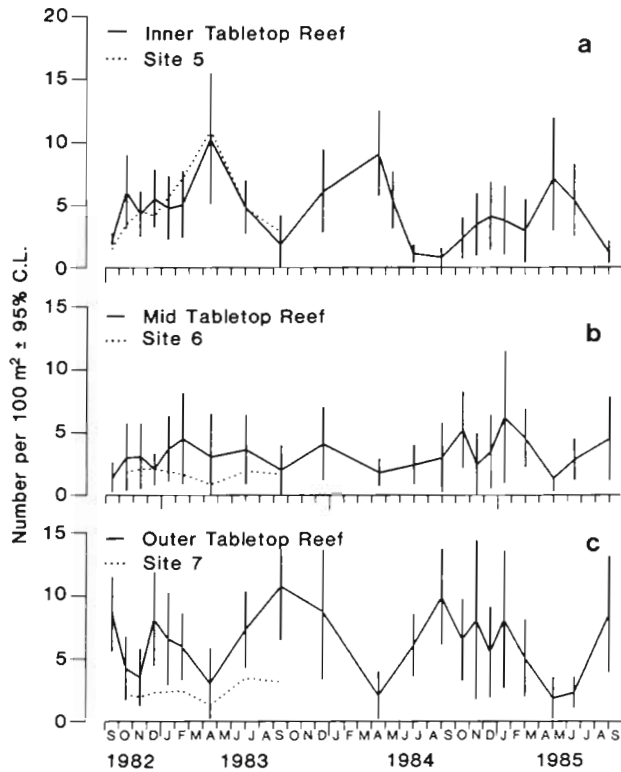 20
— Inner Tabletop Reef
a
····· Site 5
15
10
5
0
15
— Mid Tabletop Reef
b
····· Site 6
10
5
0
15
— Outer Tabletop Reef
c
····· Site 7
10
5
0
Number per 100 m² ± 95% C.L.
S O N D J F M A M J J A S O N D J F M A M J J A S O N D J F M A M J J A S
1982 1983 1984 1985